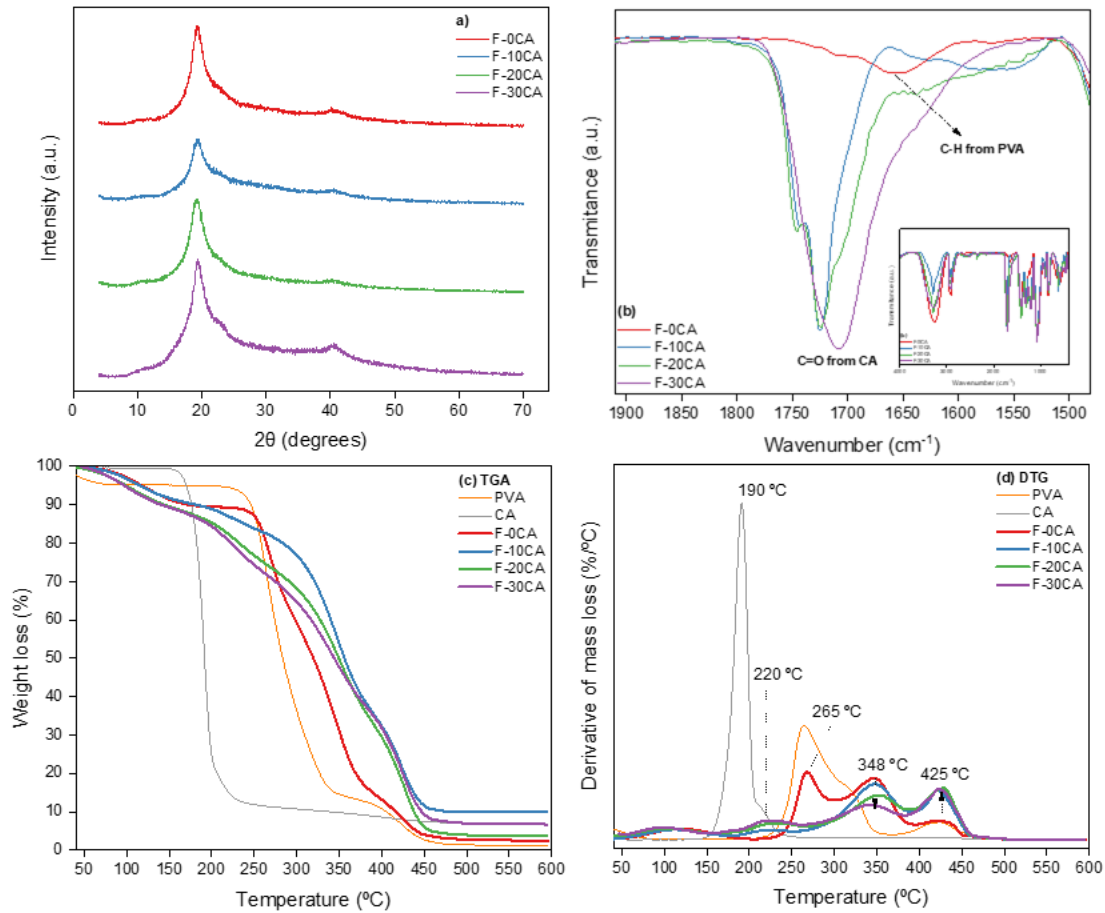 a)
F-0CA
F-10CA
F-20CA
F-30CA
Intensity (a.u.)
0 10 20 30 40 50 60 70
2θ (degrees)
C-H from PVA
Transmitance (a.u.)
(b)
F-0CA
F-10CA
F-20CA
F-30CA
C=O from CA
Wavenumber (cm-1)
1900 1850 1800 1750 1700 1650 1600 1550 1500
Wavenumber (cm-1)
(c) TGA
PVA
CA
F-0CA
F-10CA
F-20CA
F-30CA
100
90
80
70
60
50
40
30
20
10
0
Weight loss (%)
50 100 150 200 250 300 350 400 450 500 550 600
Temperature (ºC)
(d) DTG
PVA
CA
F-0CA
F-10CA
F-20CA
F-30CA
190 ºC
220 ºC
265 ºC
348 ºC
425 ºC
Derivative of mass loss (%/ºC)
50 100 150 200 250 300 350 400 450 500 550 600
Temperature (ºC)